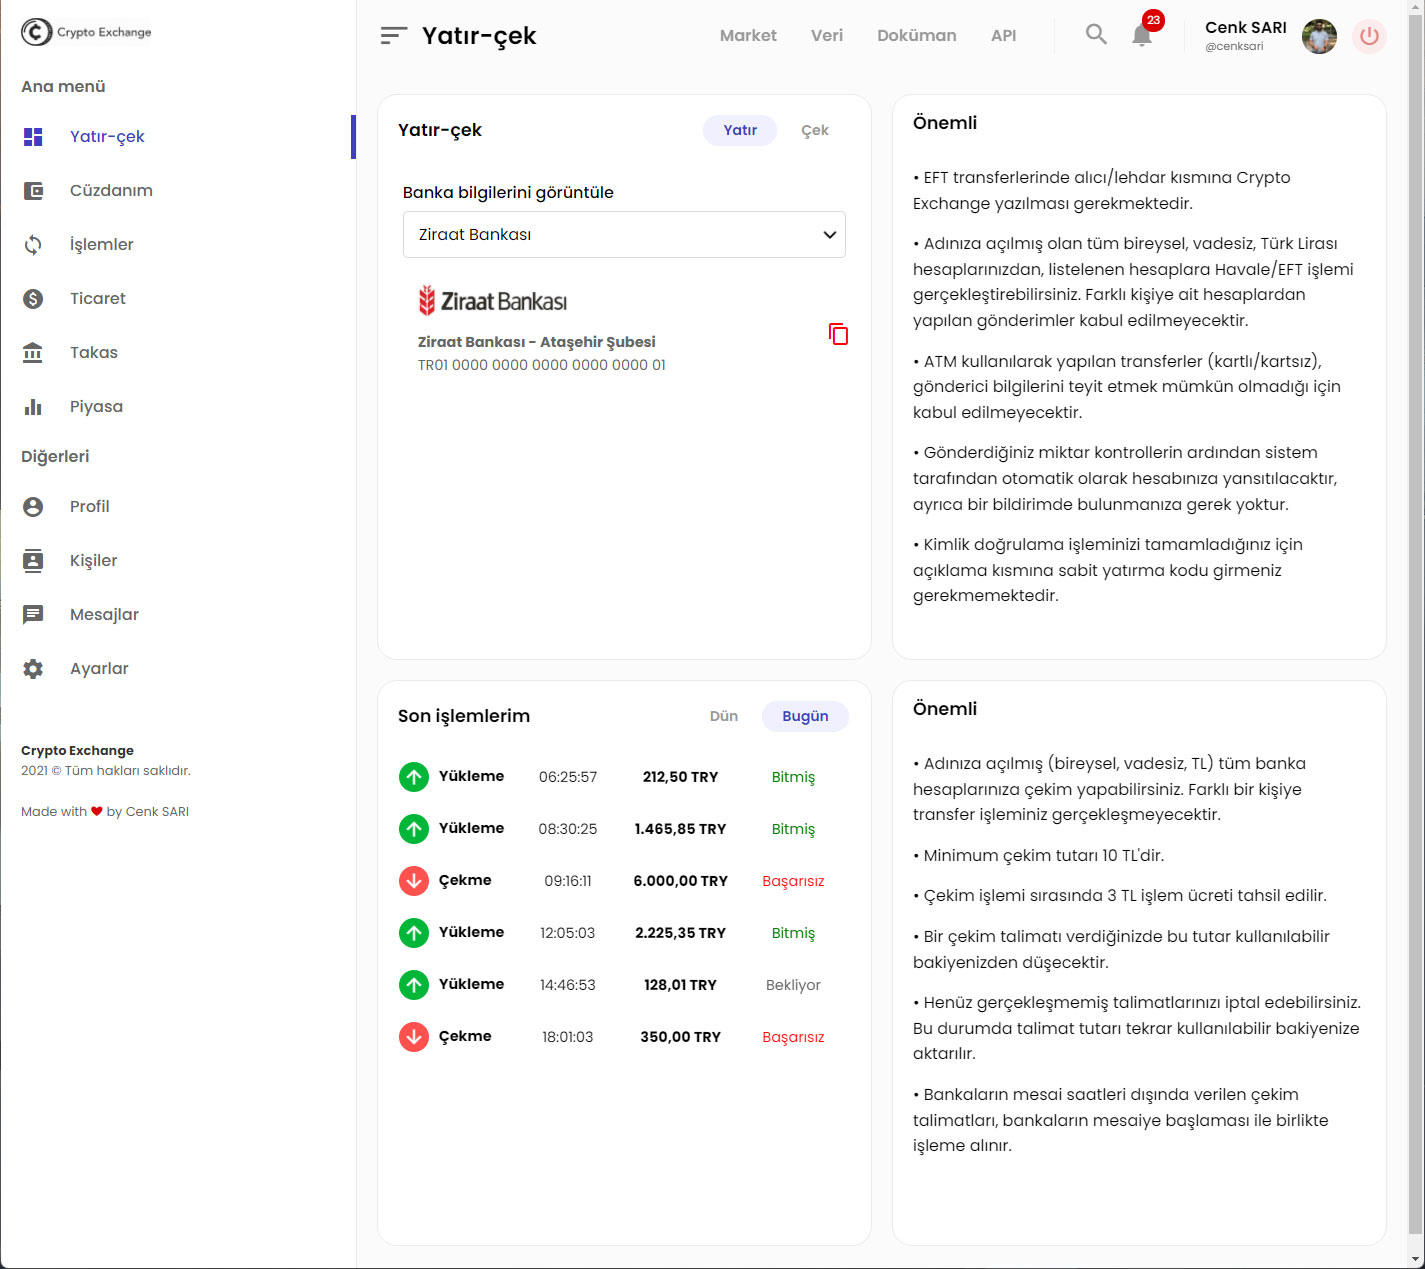 Crypto Exchange
Ana menü
Yatır-çek
Cüzdanım
İşlemler
Ticaret
Takas
Piyasa
Diğerleri
Profil
Kişiler
Mesajlar
Ayarlar
Crypto Exchange
2021 © Tüm hakları saklıdır.
Made with ❤ by Cenk SARI
Yatır-çek
Market Veri Doküman API
23
Cenk SARI
@cenksari
Yatır-çek
Yatır Çek
Banka bilgilerini görüntüle
Ziraat Bankası
Ziraat Bankası
Ziraat Bankası - Ataşehir Şubesi
TR01 0000 0000 0000 0000 0000 01
Önemli
• EFT transferlerinde alıcı/lehdar kısmına Crypto
Exchange yazılması gerekmektedir.
• Adınıza açılmış olan tüm bireysel, vadesiz, Türk Lirası
hesaplarınızdan, listelenen hesaplara Havale/EFT işlemi
gerçekleştirebilirsiniz. Farklı kişiye ait hesaplardan
yapılan gönderimler kabul edilmeyecektir.
• ATM kullanılarak yapılan transferler (kartlı/kartsız),
gönderici bilgilerini teyit etmek mümkün olmadığı için
kabul edilmeyecektir.
• Gönderdiğiniz miktar kontrollerin ardından sistem
tarafından otomatik olarak hesabınıza yansıtılacaktır,
ayrıca bir bildirimde bulunmanıza gerek yoktur.
• Kimlik doğrulama işleminizi tamamladığınız için
açıklama kısmına sabit yatırma kodu girmeniz
gerekmemektedir.
Son işlemlerim
Dün Bugün
Yükleme 06:25:57 212,50 TRY Bitmiş
Yükleme 08:30:25 1.465,85 TRY Bitmiş
Çekme 09:16:11 6.000,00 TRY Başarısız
Yükleme 12:05:03 2.225,35 TRY Bitmiş
Yükleme 14:46:53 128,01 TRY Bekliyor
Çekme 18:01:03 350,00 TRY Başarısız
Önemli
• Adınıza açılmış (bireysel, vadesiz, TL) tüm banka
hesaplarınıza çekim yapabilirsiniz. Farklı bir kişiye
transfer işleminiz gerçekleşmeyecektir.
• Minimum çekim tutarı 10 TL'dir.
• Çekim işlemi sırasında 3 TL işlem ücreti tahsil edilir.
• Bir çekim talimatı verdiğinizde bu tutar kullanılabilir
bakiyenizden düşecektir.
• Henüz gerçekleşmemiş talimatlarınızı iptal edebilirsiniz.
Bu durumda talimat tutarı tekrar kullanılabilir bakiyenize
aktarılır.
• Bankaların mesai saatleri dışında verilen çekim
talimatları, bankaların mesaiye başlaması ile birlikte
işleme alınır.